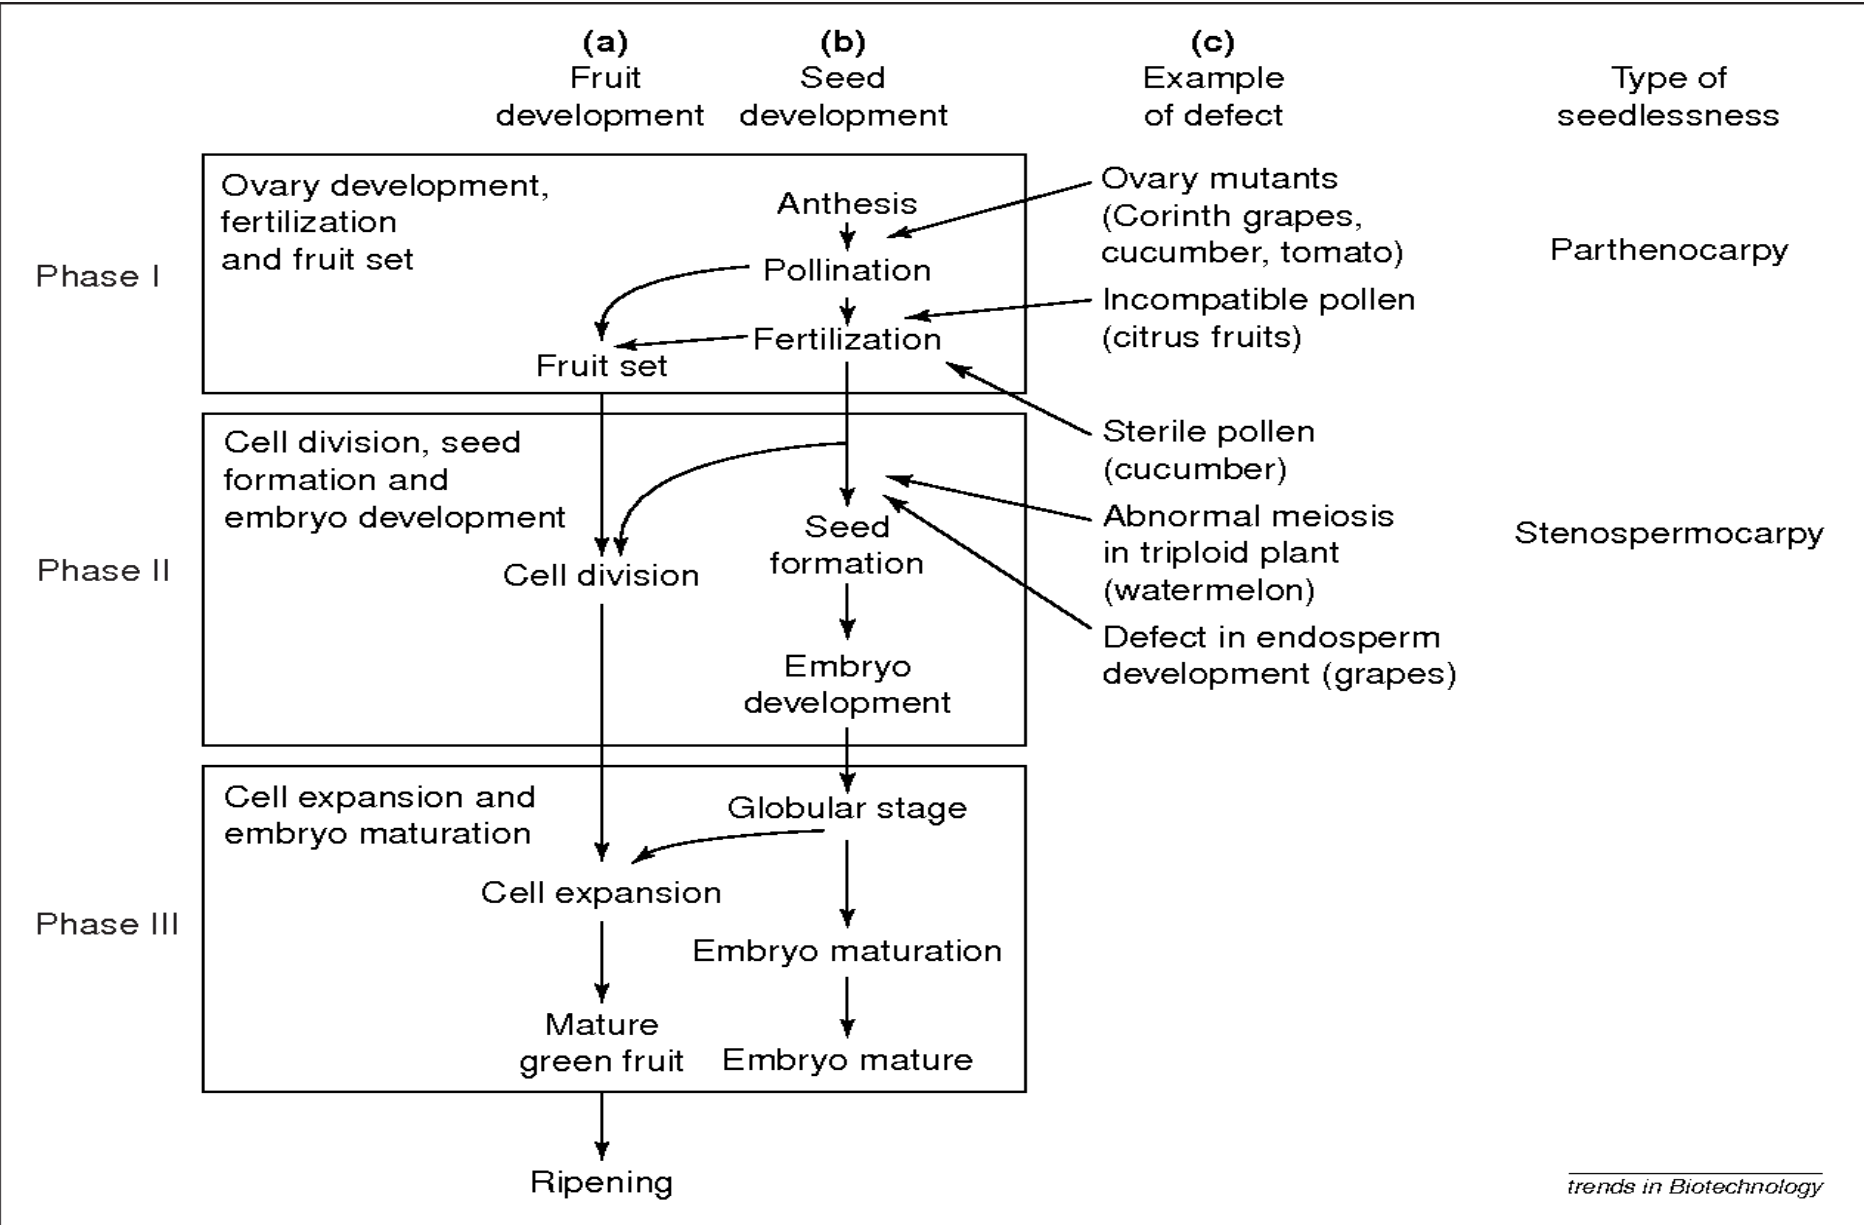 (a)
Fruit
development
(b)
Seed
development
(c)
Example
of defect
Type of
seedlessness
Phase I
Ovary development,
fertilization
and fruit set
Anthesis
Pollination
Fertilization
Fruit set
Ovary mutants
(Corinth grapes,
cucumber, tomato)
Incompatible pollen
(citrus fruits)
Parthenocarpy
Phase II
Cell division, seed
formation and
embryo development
Cell division
Seed
formation
Embryo
development
Sterile pollen
(cucumber)
Abnormal meiosis
in triploid plant
(watermelon)
Defect in endosperm
development (grapes)
Stenospermocarpy
Phase III
Cell expansion and
embryo maturation
Globular stage
Cell expansion
Embryo maturation
Mature
green fruit
Embryo mature
Ripening
trends in Biotechnology